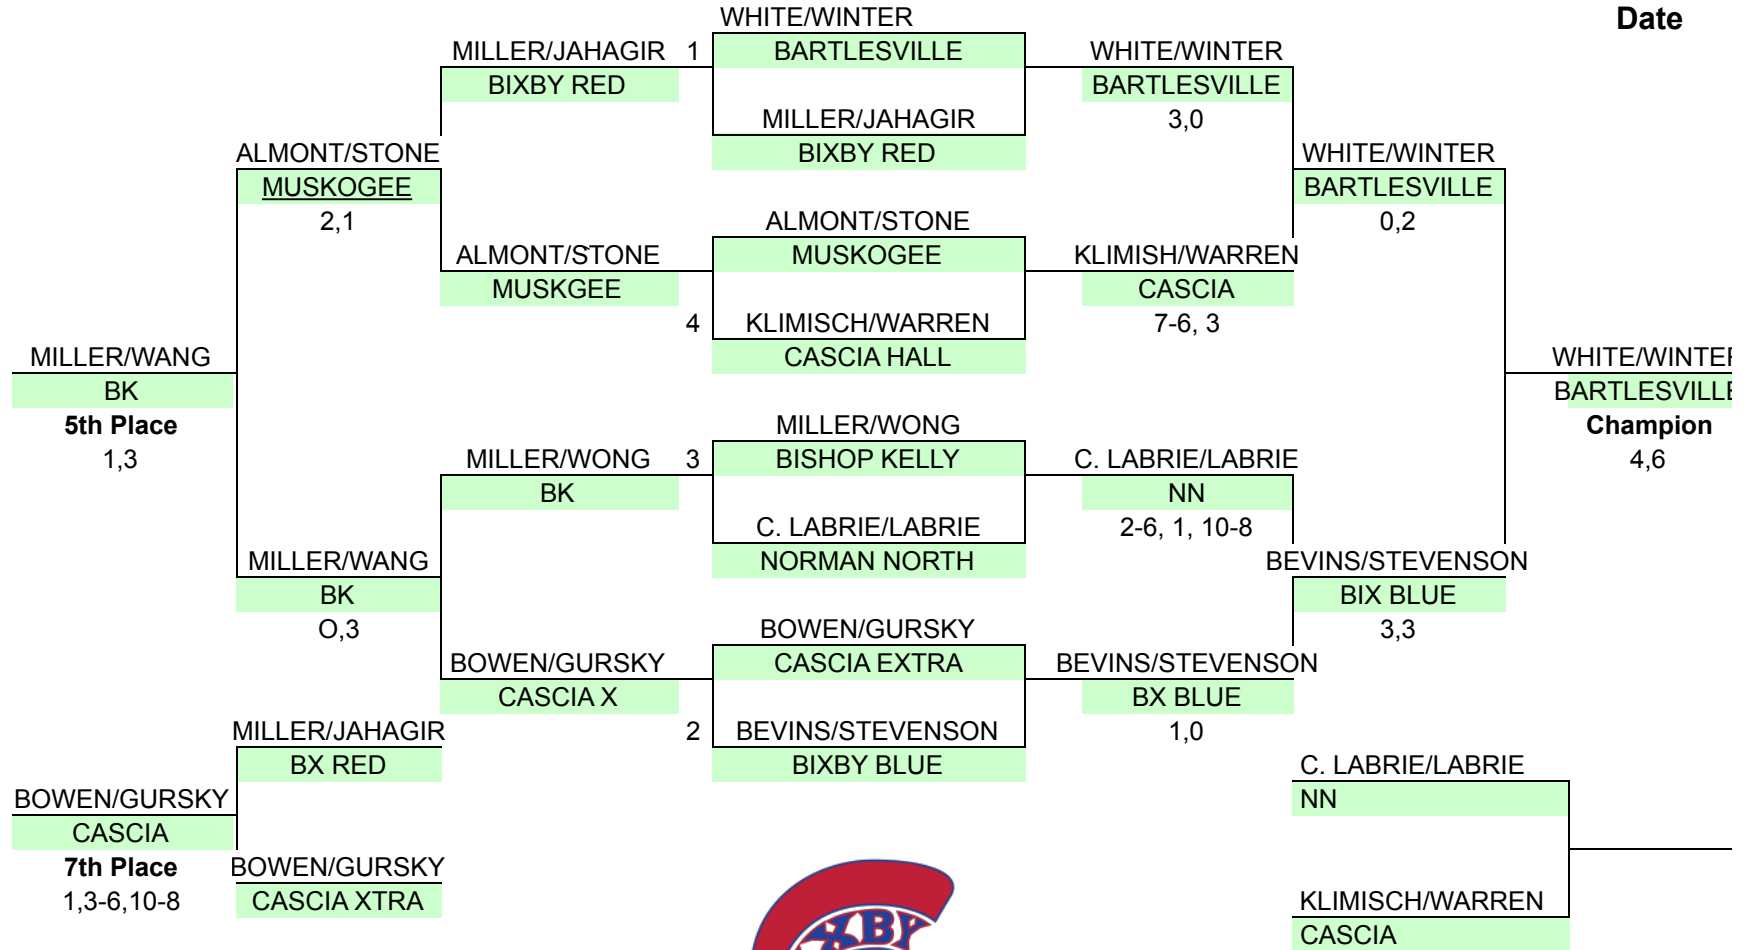 WHITE/WINTER
Date
MILLER/JAHAGIR 1 BARTLESVILLE WHITE/WINTER
BIXBY RED BARTLESVILLE
MILLER/JAHAGIR 3,0
ALMONT/STONE BIXBY RED WHITE/WINTER
MUSKOGEE BARTLESVILLE
2,1 ALMONT/STONE 0,2
ALMONT/STONE MUSKOGEE KLIMISH/WARREN
MUSKGEE CASCIA
4 KLIMISCH/WARREN 7-6, 3
MILLER/WANG CASCIA HALL WHITE/WINTER
BK BARTLESVILLE
5th Place MILLER/WONG Champion
1,3 MILLER/WONG 3 BISHOP KELLY C. LABRIE/LABRIE 4,6
BK NN
C. LABRIE/LABRIE 2-6, 1, 10-8
MILLER/WANG NORMAN NORTH BEVINS/STEVENSON
BK BIX BLUE
O,3 BOWEN/GURSKY 3,3
BOWEN/GURSKY CASCIA EXTRA BEVINS/STEVENSON
CASCIA X BX BLUE
MILLER/JAHAGIR 2 BEVINS/STEVENSON 1,0
BX RED BIXBY BLUE C. LABRIE/LABRIE
BOWEN/GURSKY NN
CASCIA
7th Place BOWEN/GURSKY
1,3-6,10-8 CASCIA XTRA KLIMISCH/WARREN
XBY CASCIA